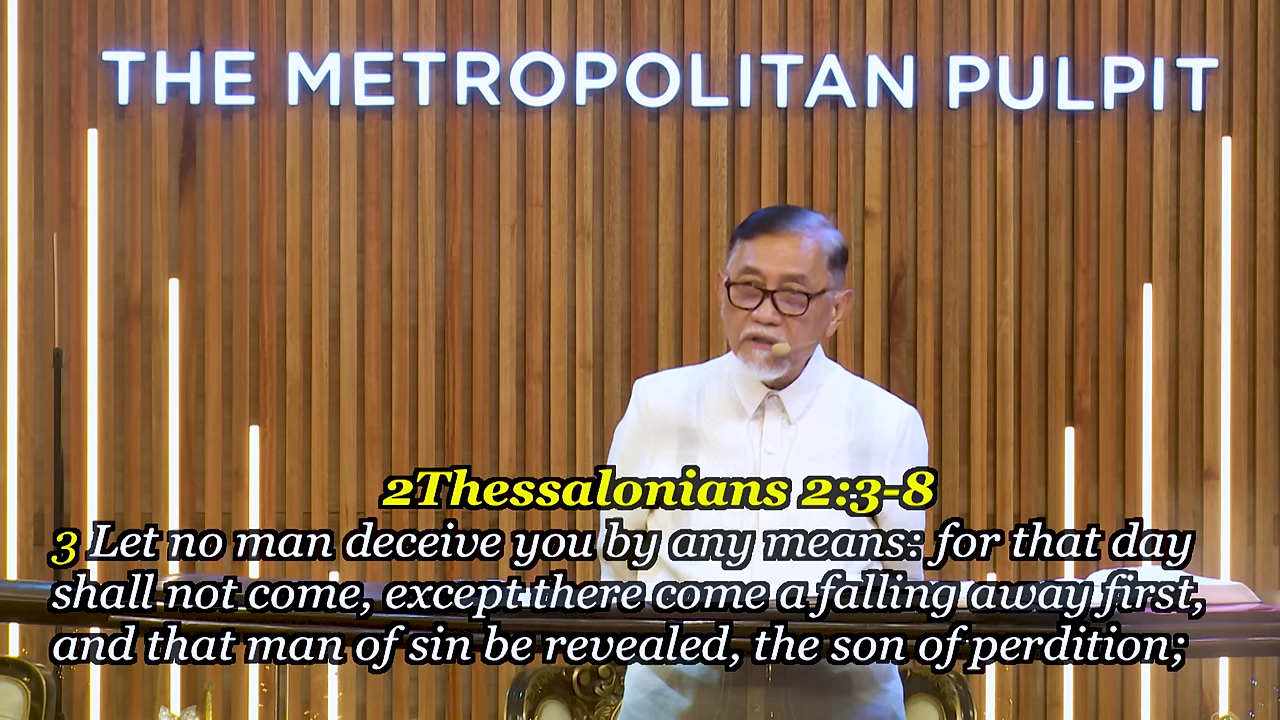 THE METROPOLITAN PULPIT
2Thessalonians 2:3-8
3 Let no man deceive you by any means: for that day
shall not come, except there come a falling away first,
and that man of sin be revealed, the son of perdition;